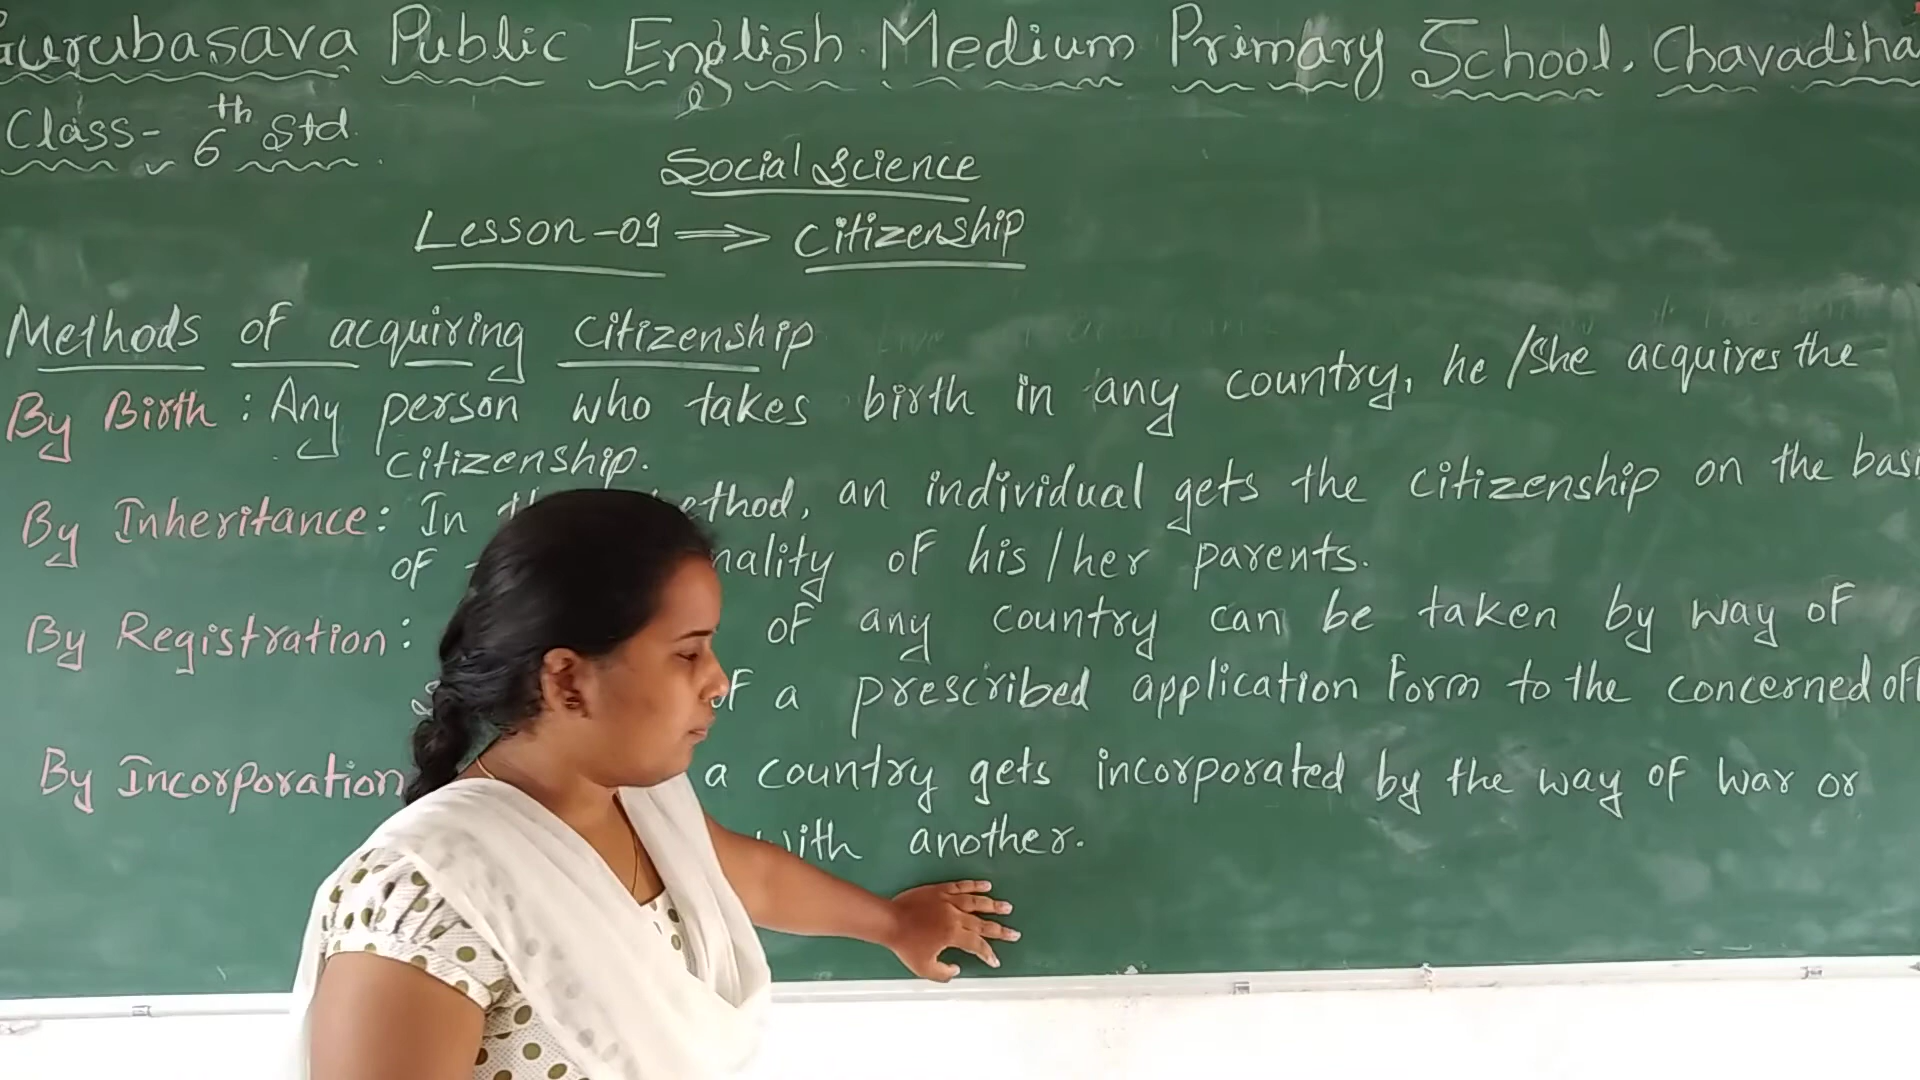 Gurubasava Public English Medium Primary School, Chavadiha
Class- 6th Std.
Social Science
Lesson-09 ⟹ Citizenship
Methods of acquiring citizenship
By Birth : Any person who takes birth in any country, he/she acquires the
citizenship.
By Inheritance: In method, an individual gets the citizenship on the basi
of nality of his/her parents.
By Registration: of any country can be taken by way of
of a prescribed application form to the concerned off
By Incorporation a country gets incorporated by the way of war or
with another.